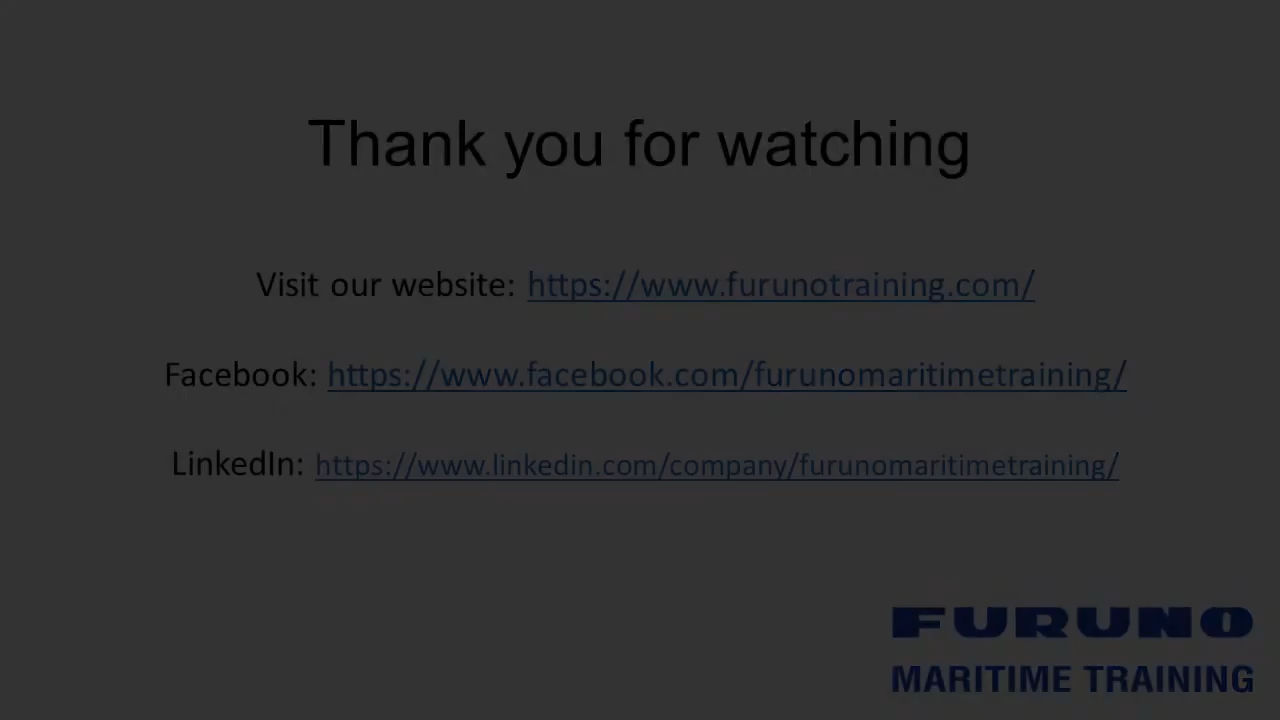 Thank you for watching
Visit our website: https://www.furunotraining.com/
Facebook: https://www.facebook.com/furunomaritimetraining/
LinkedIn: https://www.linkedin.com/company/furunomaritimetraining/
FURUNO
MARITIME TRAINING